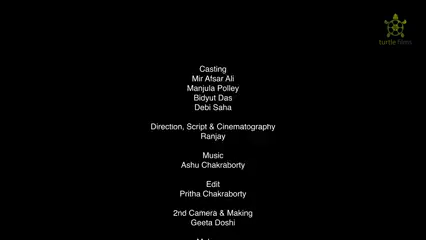 turtle films
Casting
Mir Afsar Ali
Manjula Polley
Bidyut Das
Debi Saha
Direction, Script & Cinematography
Ranjay
Music
Ashu Chakraborty
Edit
Pritha Chakraborty
2nd Camera & Making
Geeta Doshi